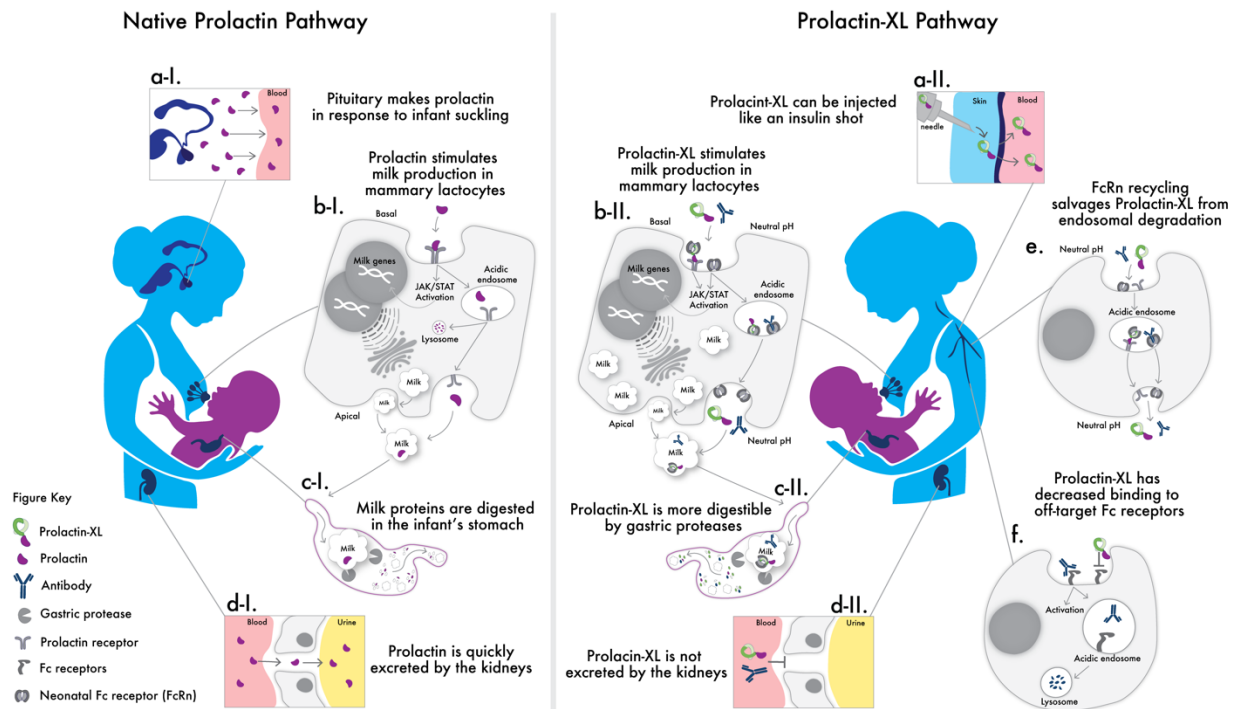 Native Prolactin Pathway
a-I.
Blood
Pituitary makes prolactin
in response to infant suckling
Prolactin stimulates
milk production in
mammary lactocytes
b-I.
Basal
Neutral pH
Milk genes
JAK/STAT
Activation
Acidic
endosome
Lysosome
Milk
Milk
Apical
Milk
c-I.
Milk proteins are digested
in the infant's stomach
Milk
d-I.
Blood
Urine
Prolactin is quickly
excreted by the kidneys
Figure Key
Prolactin-XL
Prolactin
Antibody
Gastric protease
Prolactin receptor
Fc receptors
Neonatal Fc receptor (FcRn)
Prolactin-XL Pathway
a-II.
Prolacint-XL can be injected
like an insulin shot
needle
Skin
Blood
Prolactin-XL stimulates
milk production in
mammary lactocytes
b-II.
Basal
Neutral pH
Milk genes
JAK/STAT
Activation
Acidic
endosome
Milk
Milk
Milk
Milk
Apical
Neutral pH
Milk
c-II.
Prolactin-XL is more digestible
by gastric proteases
Milk
d-II.
Blood
Urine
Prolacin-XL is not
excreted by the kidneys
FcRn recycling
salvages Prolactin-XL from
endosomal degradation
e.
Neutral pH
Acidic endosome
Neutral pH
Prolactin-XL has
decreased binding to
off-target Fc receptors
f.
Activation
Acidic endosome
Lysosome